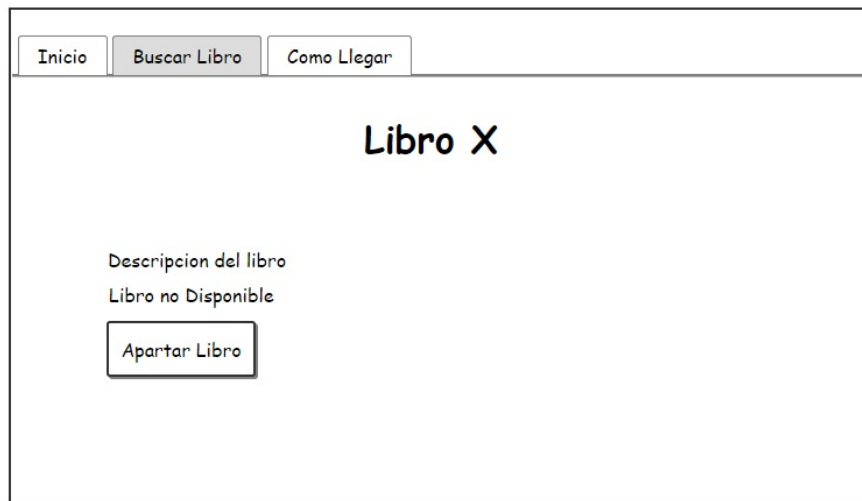 Inicio Buscar Libro Como Llegar
Libro X
Descripcion del libro
Libro no Disponible
Apartar Libro